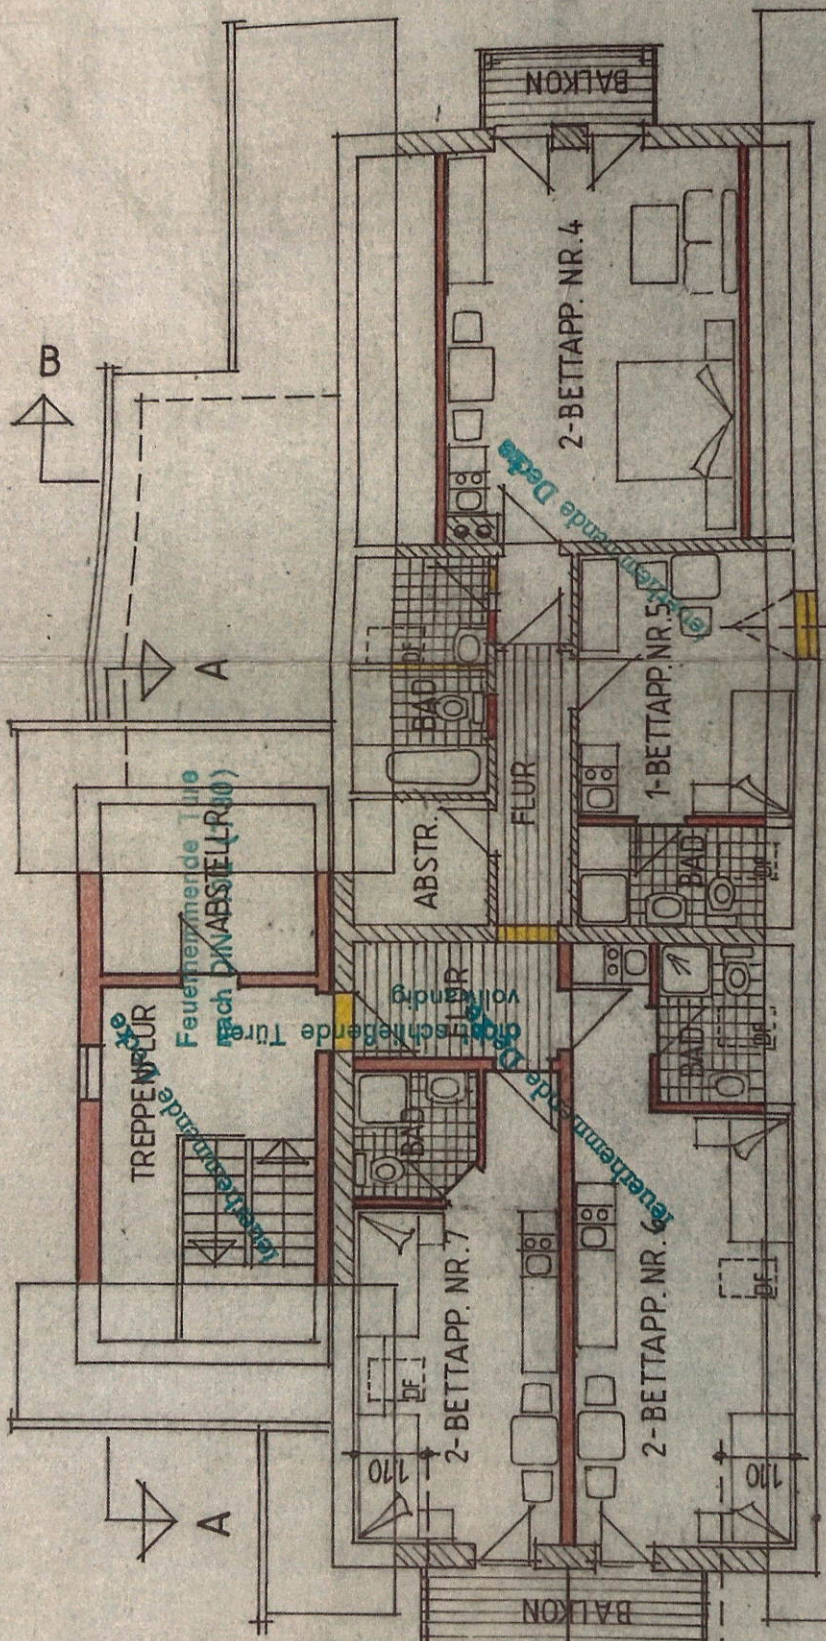 BALKON
2-BETTAPP. NR.4
B
feuerhemmende Decke
A
DF
BAD
1-BETTAPP.NR.5
FLUR
ABSTR.
BAD
DF
Feuerhemmende Türe
nach DIN
ABSTELLR.
TREPPENFLUR
feuerhemmende
FLUR
vollwandig
dichtschließende Türe
feuerhemmende Decke
BAD
DF
BAD
2-BETTAPP. NR.7
2-BETTAPP. NR.6
DF
DF
1.10
1.10
A
BALKON